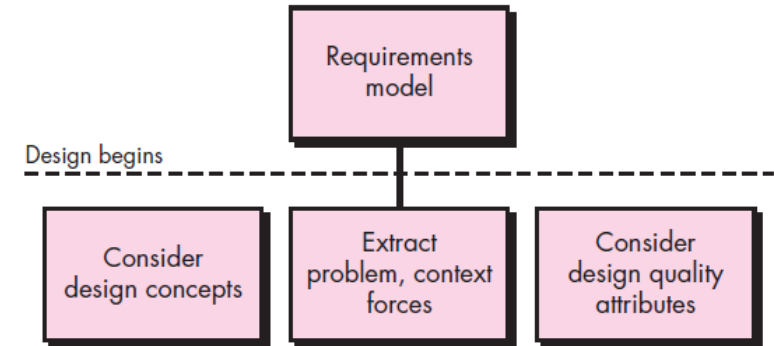 Requirements
model
Design begins
Consider
design concepts
Extract
problem, context
forces
Consider
design quality
attributes